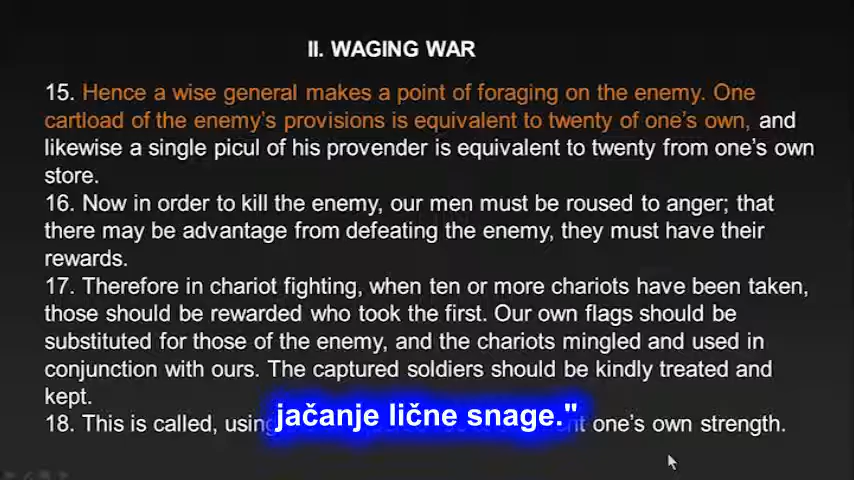 II. WAGING WAR
15. Hence a wise general makes a point of foraging on the enemy. One
cartload of the enemy's provisions is equivalent to twenty of one's own, and
likewise a single picul of his provender is equivalent to twenty from one's own
store.
16. Now in order to kill the enemy, our men must be roused to anger; that
there may be advantage from defeating the enemy, they must have their
rewards.
17. Therefore in chariot fighting, when ten or more chariots have been taken,
those should be rewarded who took the first. Our own flags should be
substituted for those of the enemy, and the chariots mingled and used in
conjunction with ours. The captured soldiers should be kindly treated and
kept.
18. This is called, using one's own strength.
jačanje lične snage."